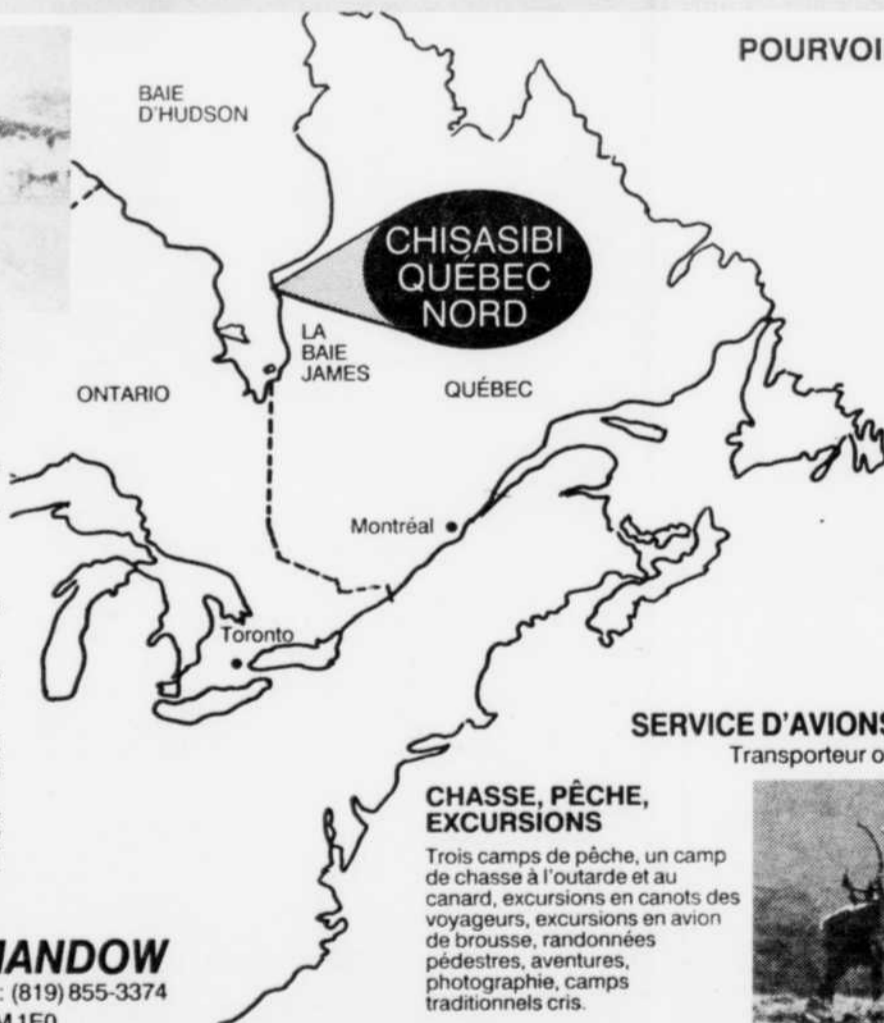 POURVOI
BAIE
D'HUDSON
CHISASIBI
QUÉBEC
NORD
LA
BAIE
JAMES
ONTARIO
QUÉBEC
Montréal
Toronto
SERVICE D'AVIONS
Transporteur o
CHASSE, PÊCHE,
EXCURSIONS
Trois camps de pêche, un camp
de chasse à l'outarde et au
canard, excursions en canots des
voyageurs, excursions en avion
de brousse, randonnées
pédestres, aventures,
photographie, camps
traditionnels cris.
ANDOW
: (819) 855-3374
M 1E0